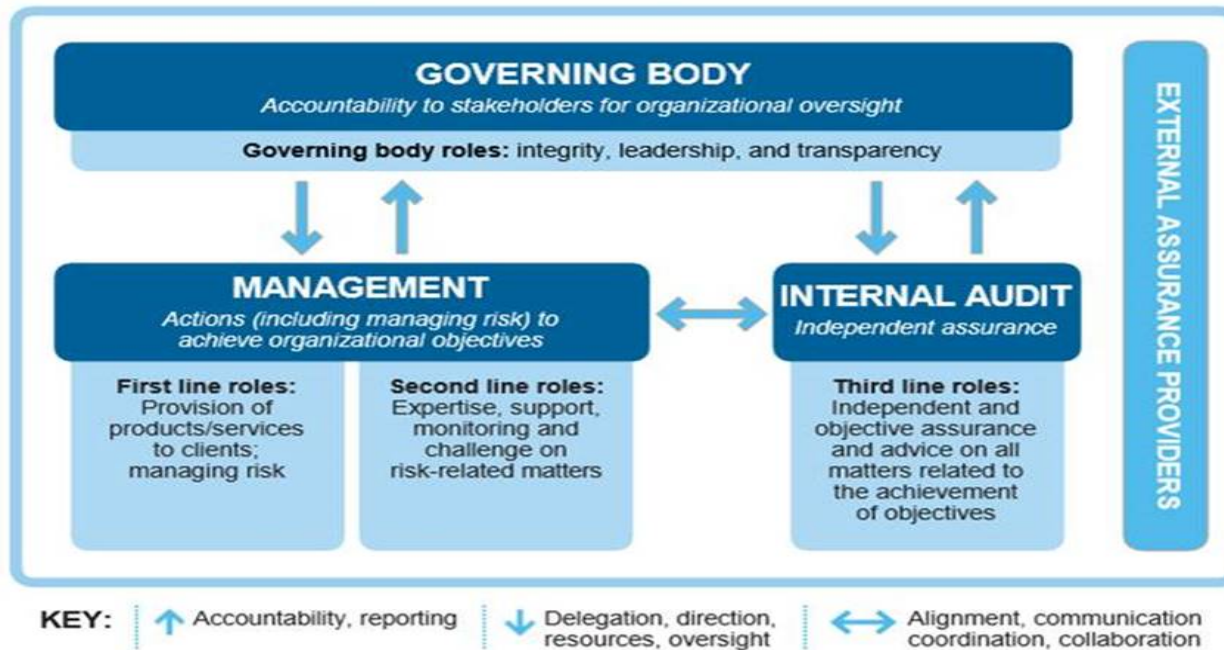 GOVERNING BODY
Accountability to stakeholders for organizational oversight
Governing body roles: integrity, leadership, and transparency
MANAGEMENT
Actions (including managing risk) to
achieve organizational objectives
First line roles:
Provision of
products/services
to clients;
managing risk
Second line roles:
Expertise, support,
monitoring and
challenge on
risk-related matters
INTERNAL AUDIT
Independent assurance
Third line roles:
Independent and
objective assurance
and advice on all
matters related to
the achievement
of objectives
EXTERNAL ASSURANCE PROVIDERS
KEY:
Accountability, reporting
Delegation, direction,
resources, oversight
Alignment, communication
coordination, collaboration